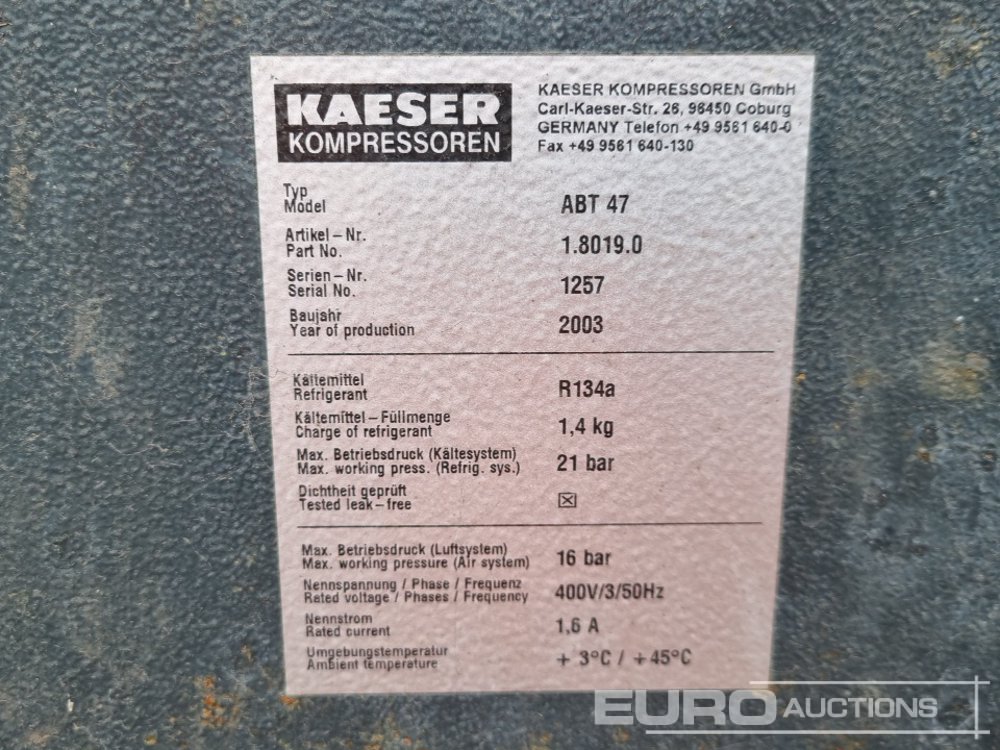 KAESER
KOMPRESSOREN
KAESER KOMPRESSOREN GmbH
Carl-Kaeser-Str. 26, 96450 Coburg
GERMANY Telefon +49 9561 640-0
Fax +49 9561 640-130
Typ
Model ABT 47
Artikel-Nr.
Part No. 1.8019.0
Serien-Nr.
Serial No. 1257
Baujahr
Year of production 2003
Kältemittel
Refrigerant R134a
Kältemittel-Füllmenge
Charge of refrigerant 1,4 kg
Max. Betriebsdruck (Kältesystem)
Max. working press. (Refrig. sys.) 21 bar
Dichtheit geprüft
Tested leak-free ☒
Max. Betriebsdruck (Luftsystem)
Max. working pressure (Air system) 16 bar
Nennspannung / Phase / Frequenz
Rated voltage / Phases / Frequency 400V/3/50Hz
Nennstrom
Rated current 1,6 A
Umgebungstemperatur
Ambient temperature + 3°C / +45°C
EURO AUCTIONS